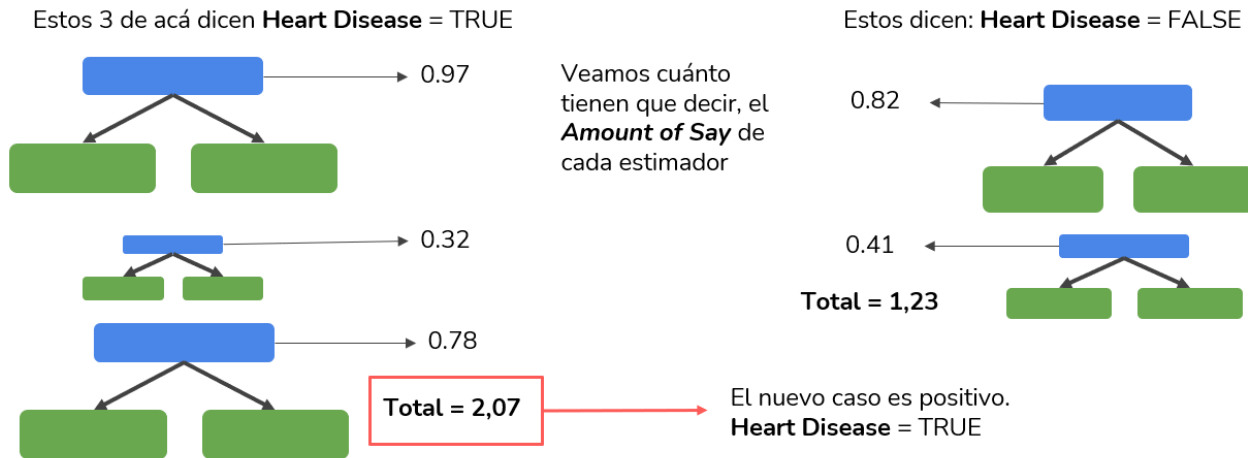 Estos 3 de acá dicen Heart Disease = TRUE
0.97
0.32
0.78
Total = 2,07
Veamos cuánto
tienen que decir, el
Amount of Say de
cada estimador
Estos dicen: Heart Disease = FALSE
0.82
0.41
Total = 1,23
El nuevo caso es positivo.
Heart Disease = TRUE